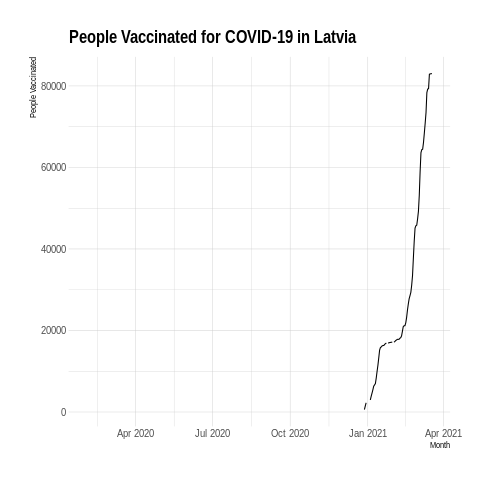 People Vaccinated for COVID-19 in Latvia
People Vaccinated
80000
60000
40000
20000
0
Apr 2020 Jul 2020 Oct 2020 Jan 2021 Apr 2021
Month